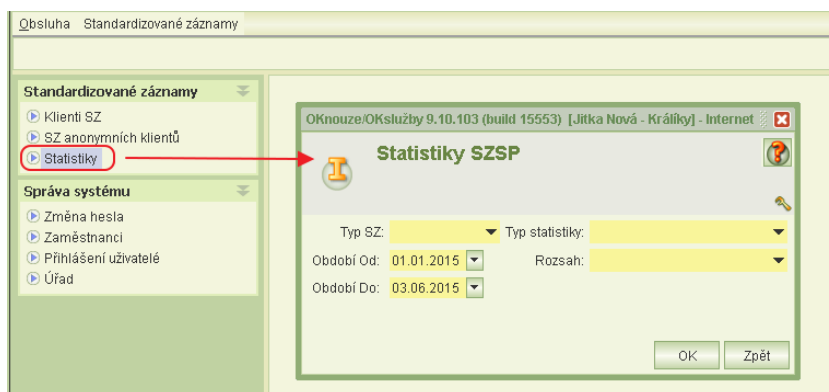 Obsluha Standardizované záznamy
Standardizované záznamy
Klienti SZ
SZ anonymních klientů
Statistiky
Správa systému
Změna hesla
Zaměstnanci
Přihlášení uživatelé
Úřad
OKnouze/OKslužby 9.10.103 (build 15553) [Jitka Nová - Králíky] - Internet
Statistiky SZSP
Typ SZ: Typ statistiky:
Období Od: 01.01.2015 Rozsah:
Období Do: 03.06.2015
OK Zpět